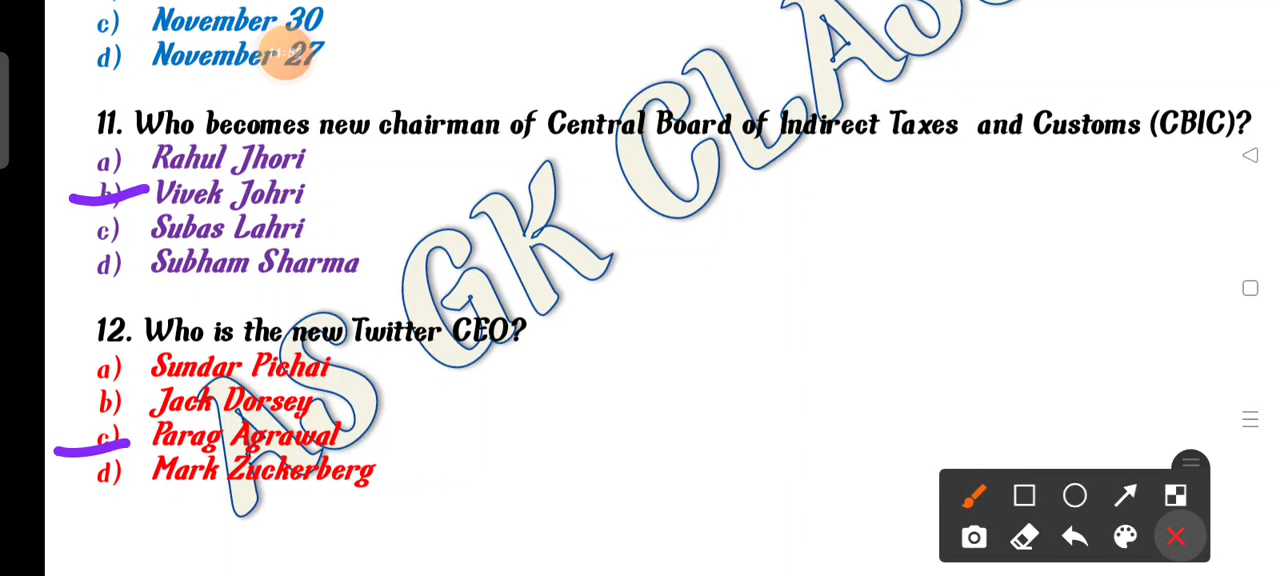 c) November 30
d) November 27
11. Who becomes new chairman of Central Board of Indirect Taxes and Customs (CBIC)?
a) Rahul Jhori
b) Vivek Johri
c) Subas Lahri
d) Subham Sharma
12. Who is the new Twitter CEO?
a) Sundar Pichai
b) Jack Dorsey
c) Parag Agrawal
d) Mark Zuckerberg
AS GK CLAS